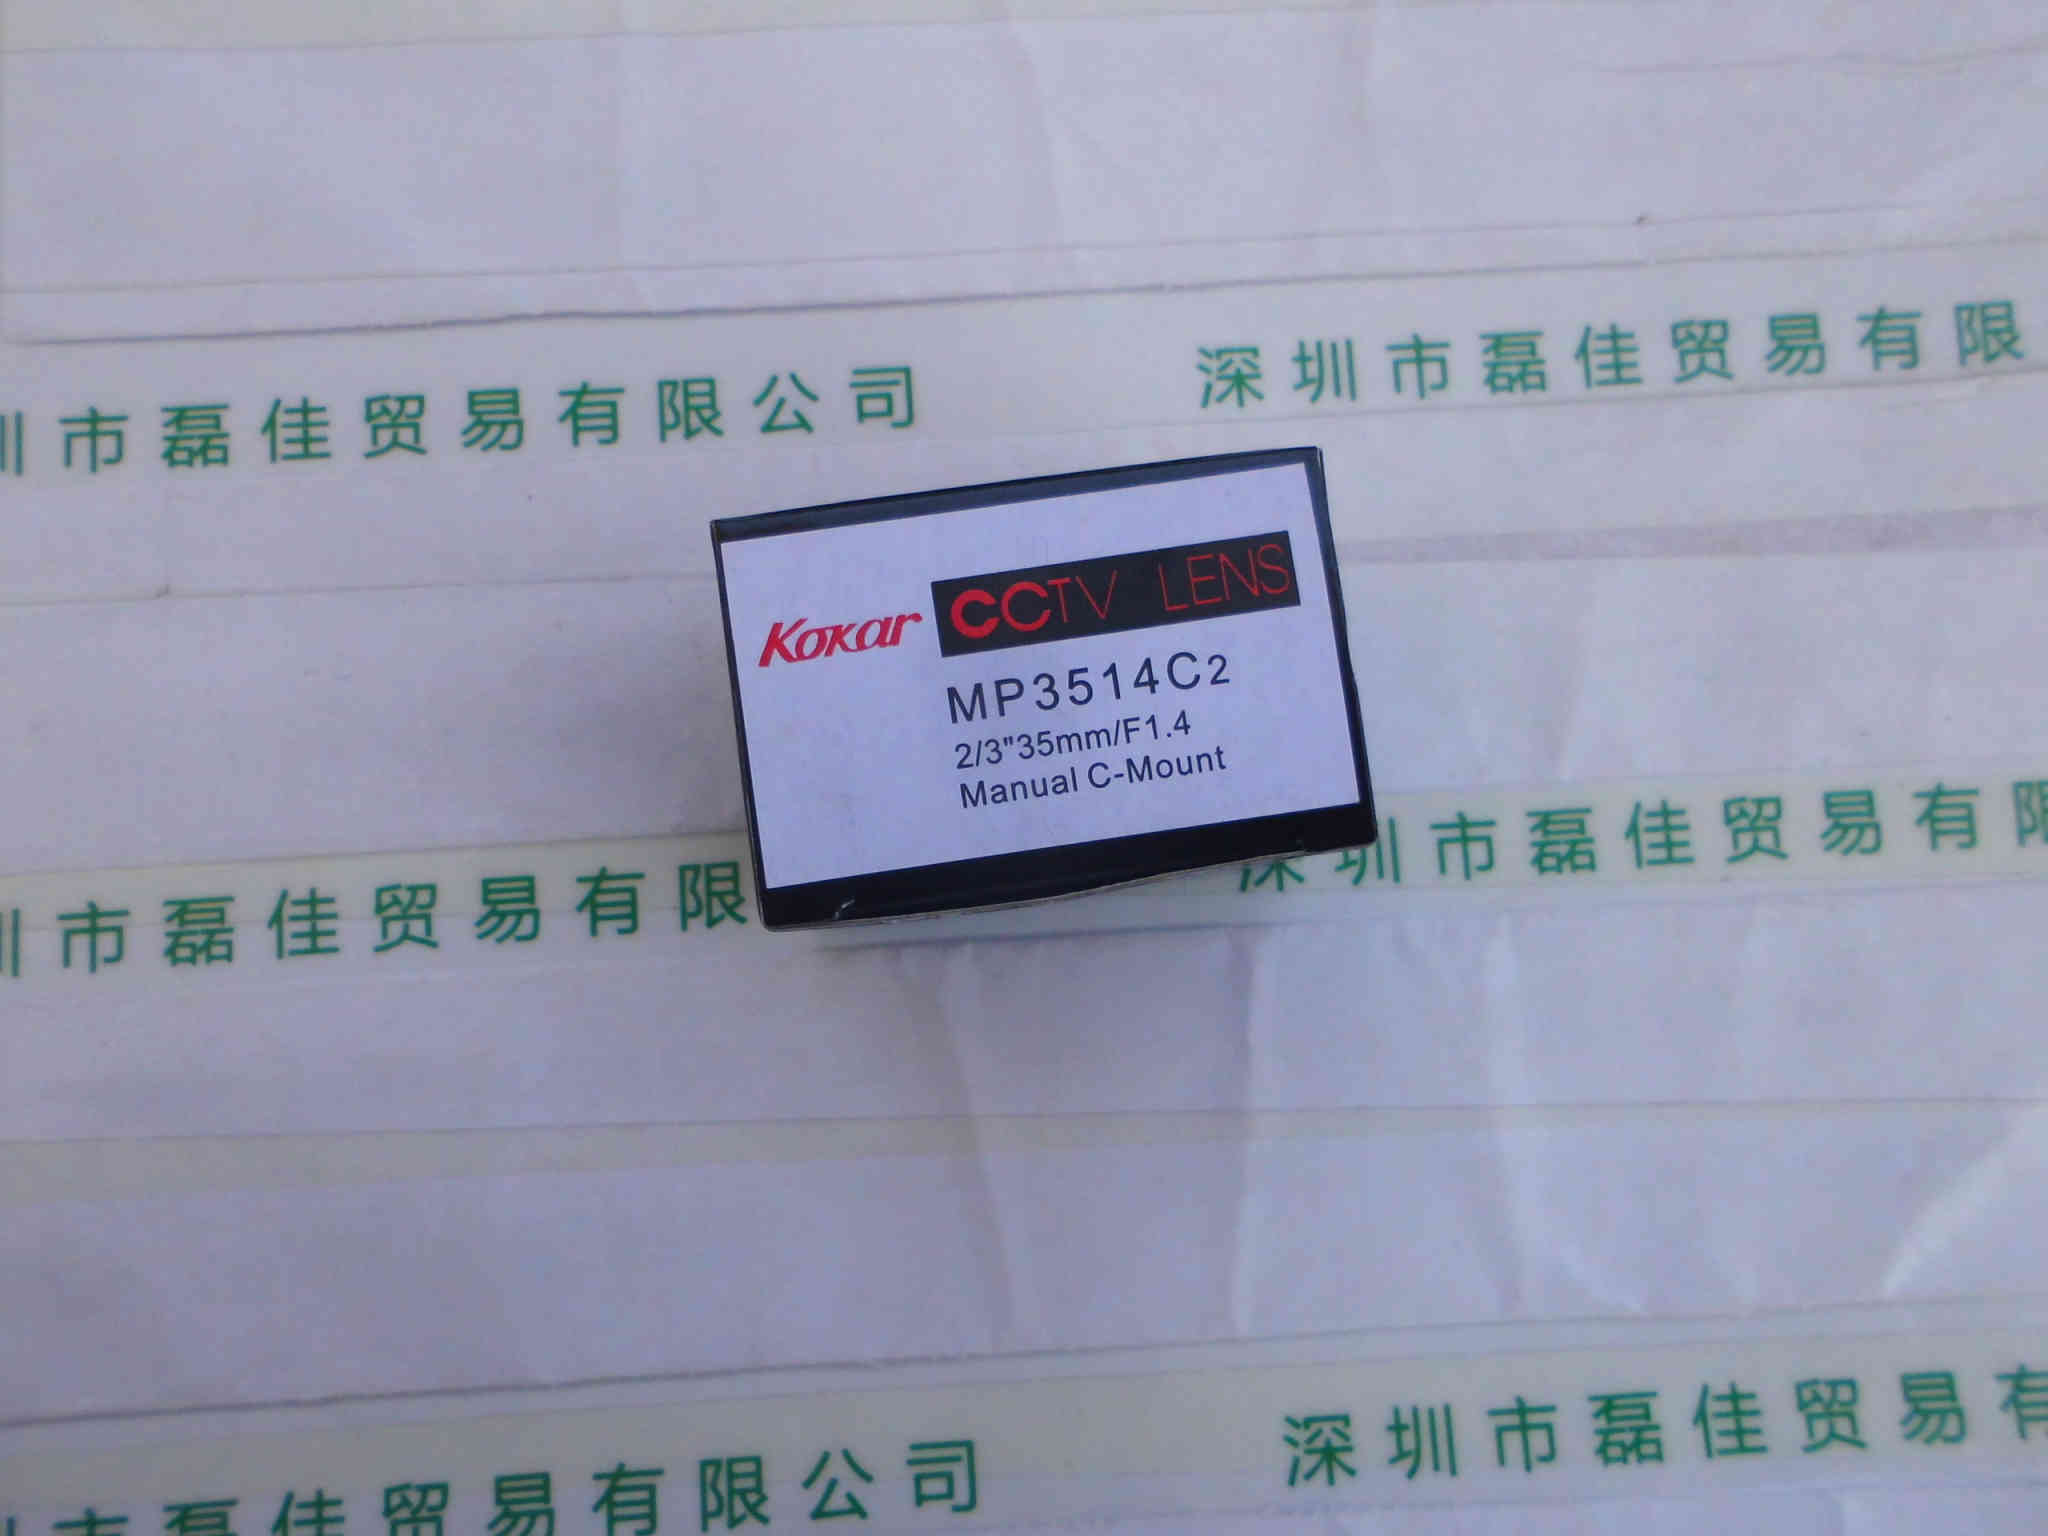 深圳市磊佳贸易有限
圳市磊佳贸易有限公司
Kokar CCTV LENS
MP3514C2
2/3"35mm/F1.4
Manual C-Mount
深圳市磊佳贸易有限
圳市磊佳贸易有限
深圳市磊佳贸易有
市磊佳贸易有限公司